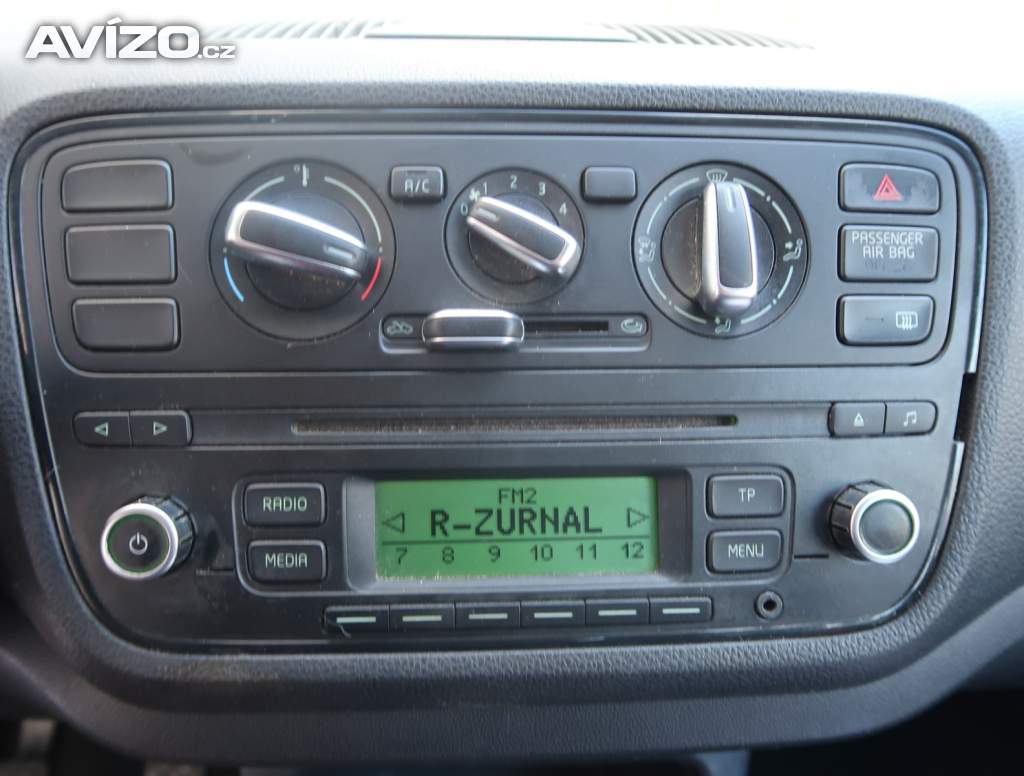 AVÍZO.cz
A/C
0 1 2 3 4
PASSENGER
AIR BAG
RADIO
MEDIA
FM2
R-ZURNAL
7 8 9 10 11 12
TP
MENU